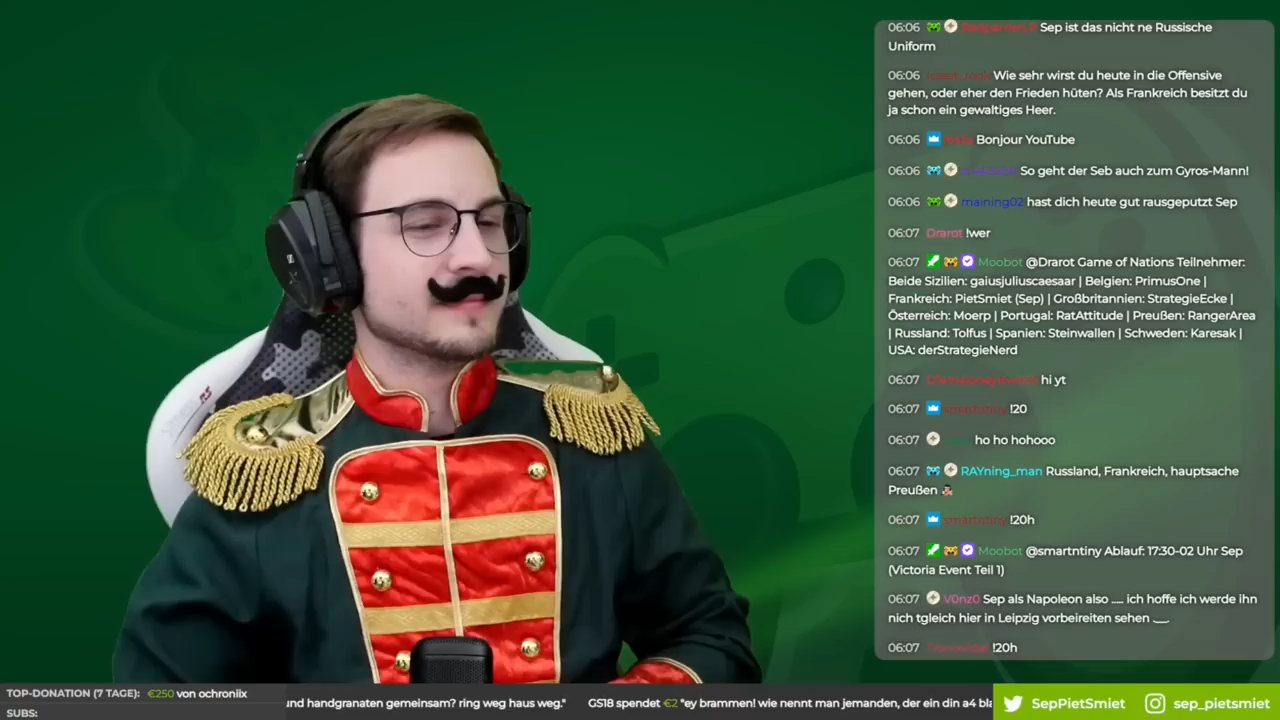 06:06 Sep ist das nicht ne Russische
Uniform
06:06 Wie sehr wirst du heute in die Offensive
gehen, oder eher den Frieden hüten? Als Frankreich besitzt du
ja schon ein gewaltiges Heer.
06:06 Bonjour YouTube
06:06 So geht der Seb auch zum Gyros-Mann!
06:06 maining02 hast dich heute gut rausgeputzt Sep
06:07 Drarot !wer
06:07 Moobot @Drarot Game of Nations Teilnehmer:
Beide Sizilien: gaiusjuliuscaesaar | Belgien: PrimusOne |
Frankreich: PietSmiet (Sep) | Großbritannien: StrategieEcke |
Österreich: Moerp | Portugal: RatAttitude | Preußen: RangerArea
| Russland: Tolfus | Spanien: Steinwallen | Schweden: Karesak |
USA: derStrategieNerd
06:07 hi yt
06:07 smartntiny !20
06:07 ho ho hohooo
06:07 RAYning_man Russland, Frankreich, hauptsache
Preußen
06:07 smartntiny !20h
06:07 Moobot @smartntiny Ablauf: 17:30-02 Uhr Sep
(Victoria Event Teil 1)
06:07 V0nz0 Sep als Napoleon also ..... ich hoffe ich werde ihn
nich tgleich hier in Leipzig vorbeireiten sehen
06:07 !20h
TOP-DONATION (7 TAGE): €250 von ochroniix
SUBS:
und handgranaten gemeinsam? ring weg haus weg." GS18 spendet €2 "ey brammen! wie nennt man jemanden, der ein din a4 bla
SepPietSmiet sep_pietsmiet